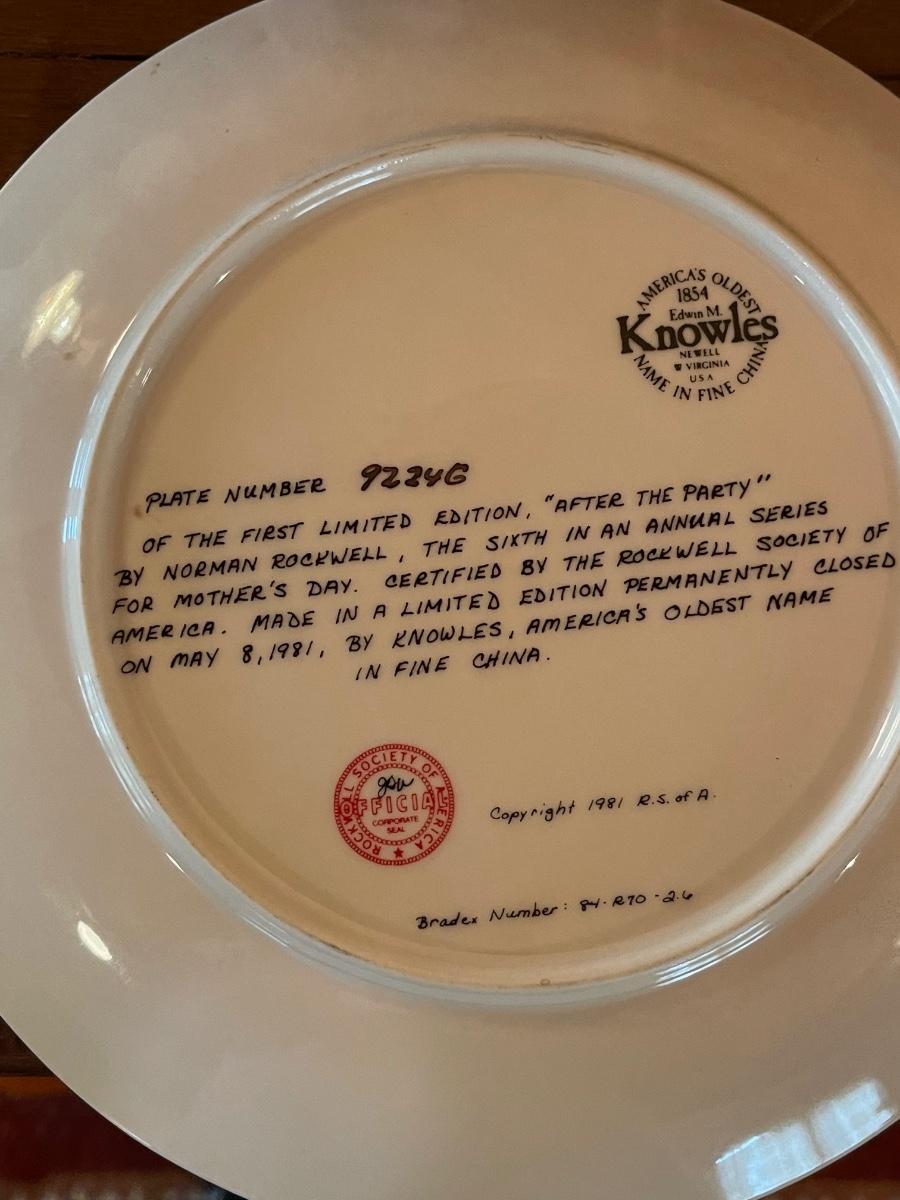 AMERICA'S OLDEST
1854
Edwin M.
Knowles
NEWELL
W VIRGINIA
USA
NAME IN FINE CHINA
PLATE NUMBER 9224G
OF THE FIRST LIMITED EDITION, "AFTER THE PARTY"
BY NORMAN ROCKWELL, THE SIXTH IN AN ANNUAL SERIES
FOR MOTHER'S DAY. CERTIFIED BY THE ROCKWELL SOCIETY OF
AMERICA. MADE IN A LIMITED EDITION PERMANENTLY CLOSED
ON MAY 8, 1981, BY KNOWLES, AMERICA'S OLDEST NAME
IN FINE CHINA.
ROCKWELL SOCIETY OF AMERICA
OFFICIAL
CORPORATE
SEAL
Copyright 1981 R.S. of A.
Bradex Number: 84-R70-2.6